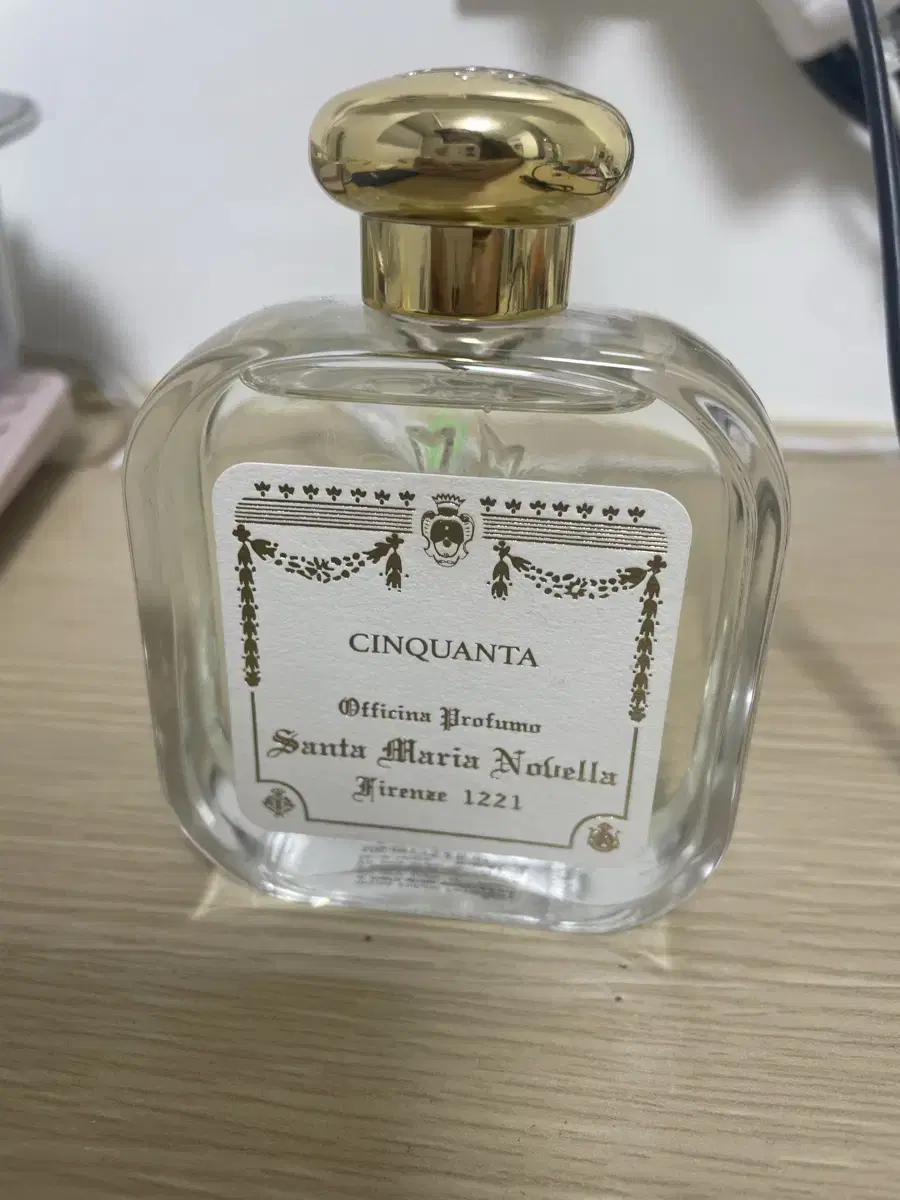 CINQUANTA
Officina Profumo
Santa Maria Novella
Firenze 1221